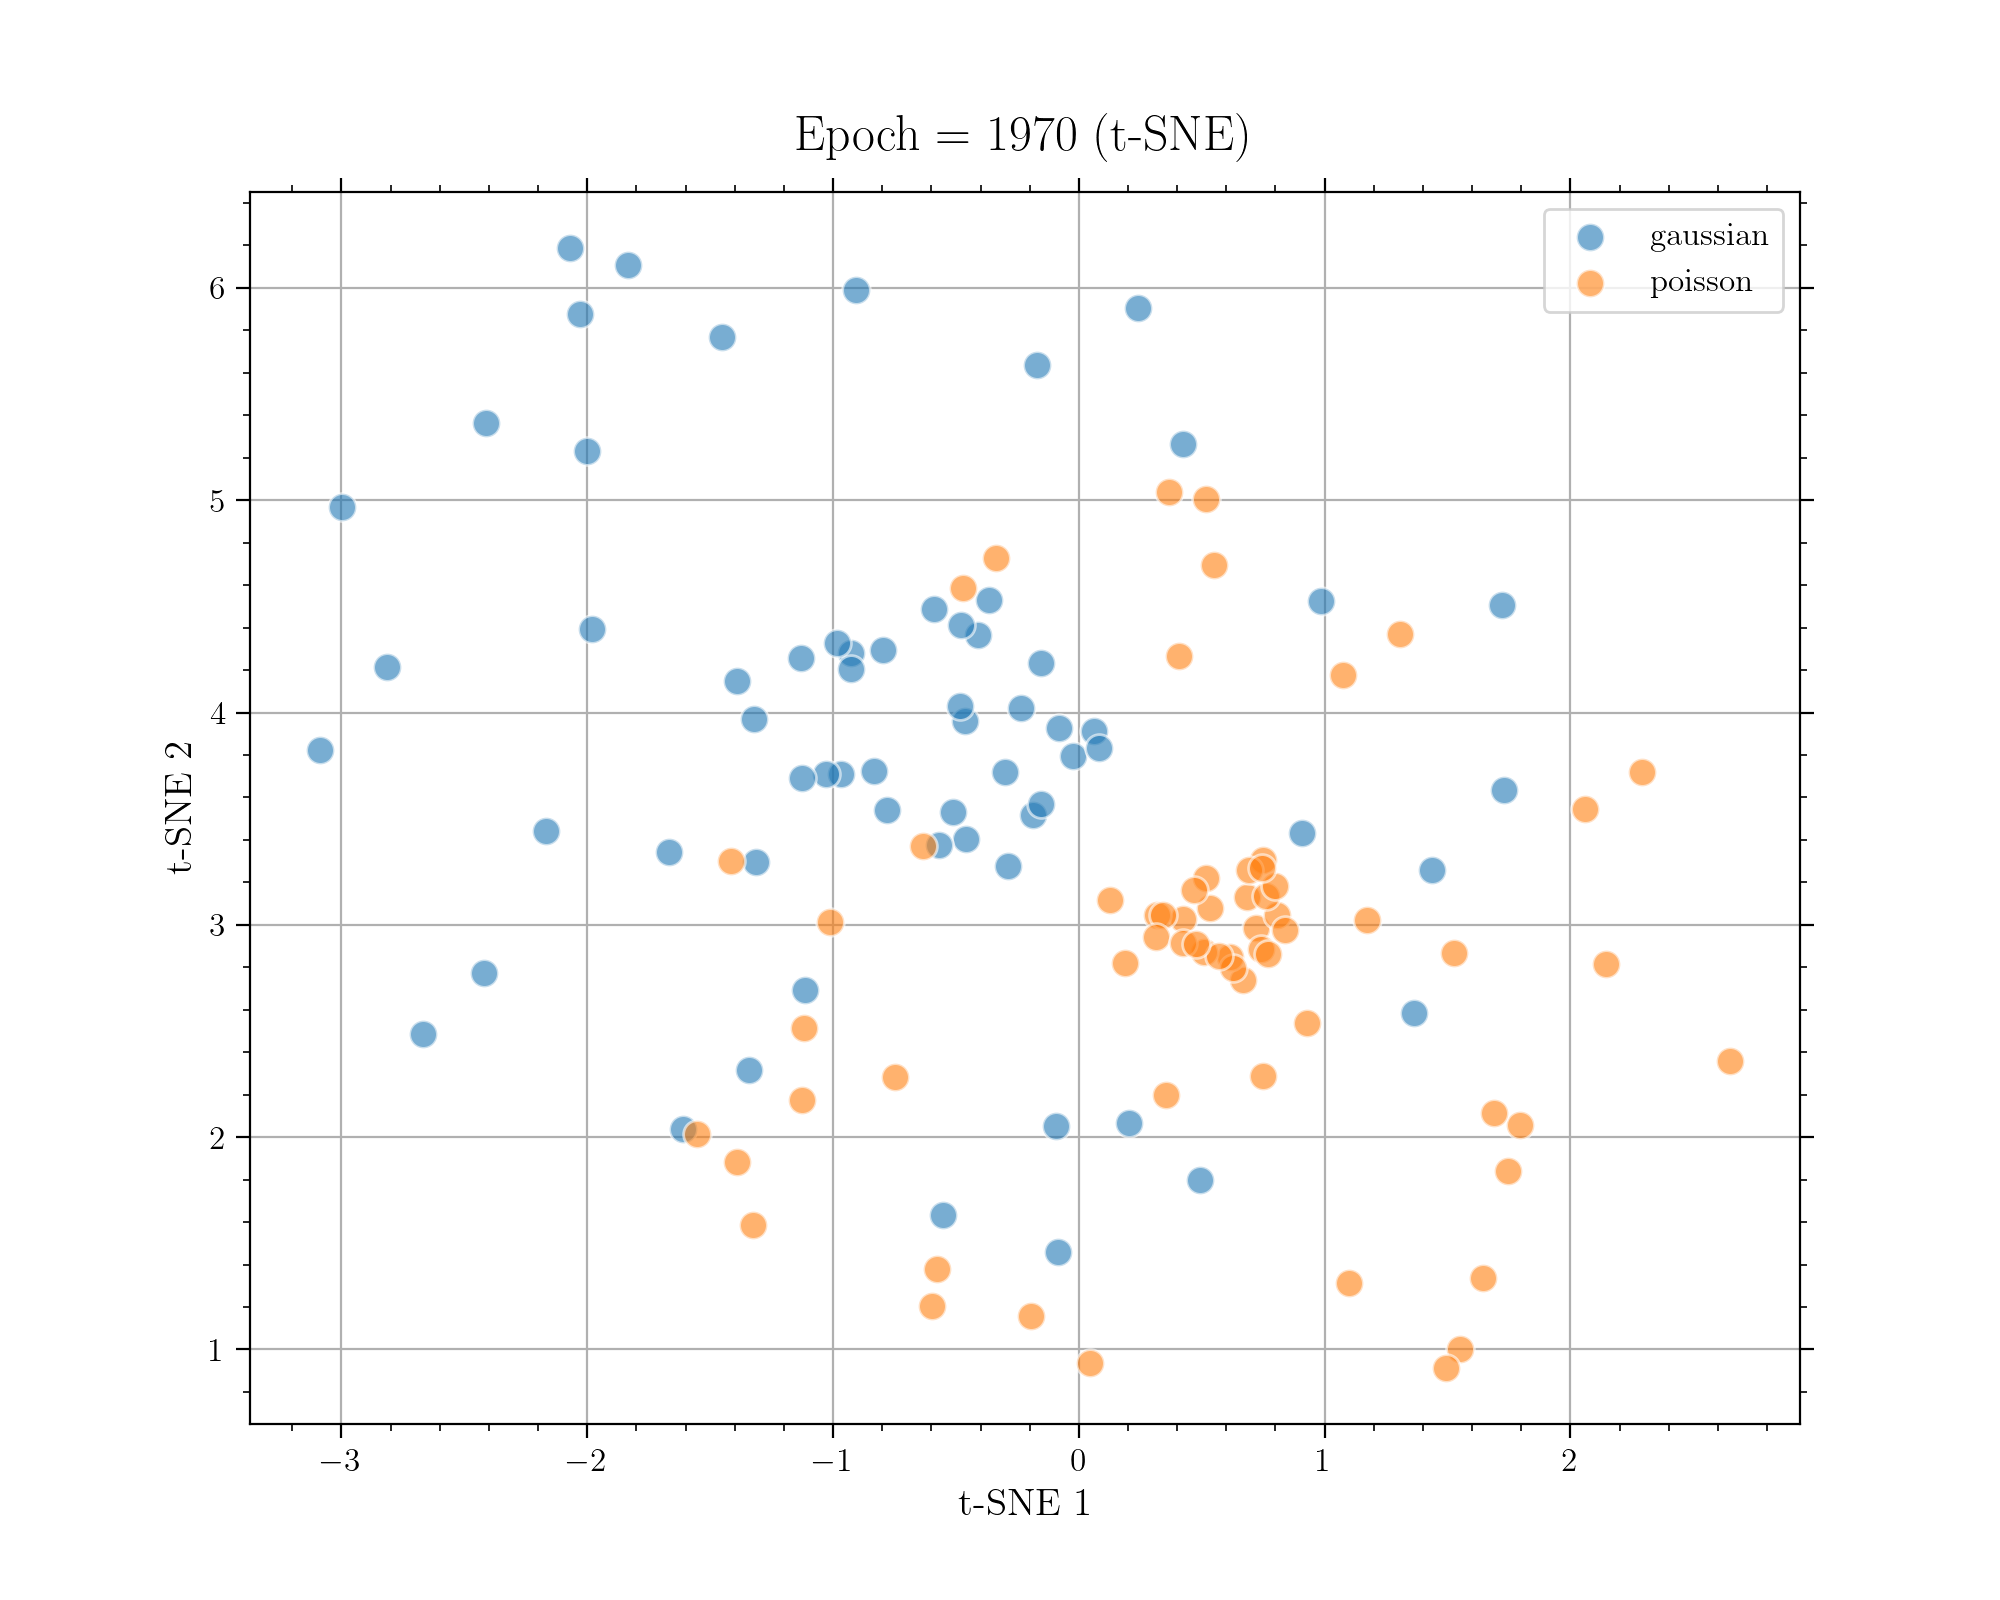 Epoch = 1970 (t-SNE)
gaussian
poisson
6
5
4
3
2
1
t-SNE 2
−3
−2
−1
0
1
2
t-SNE 1